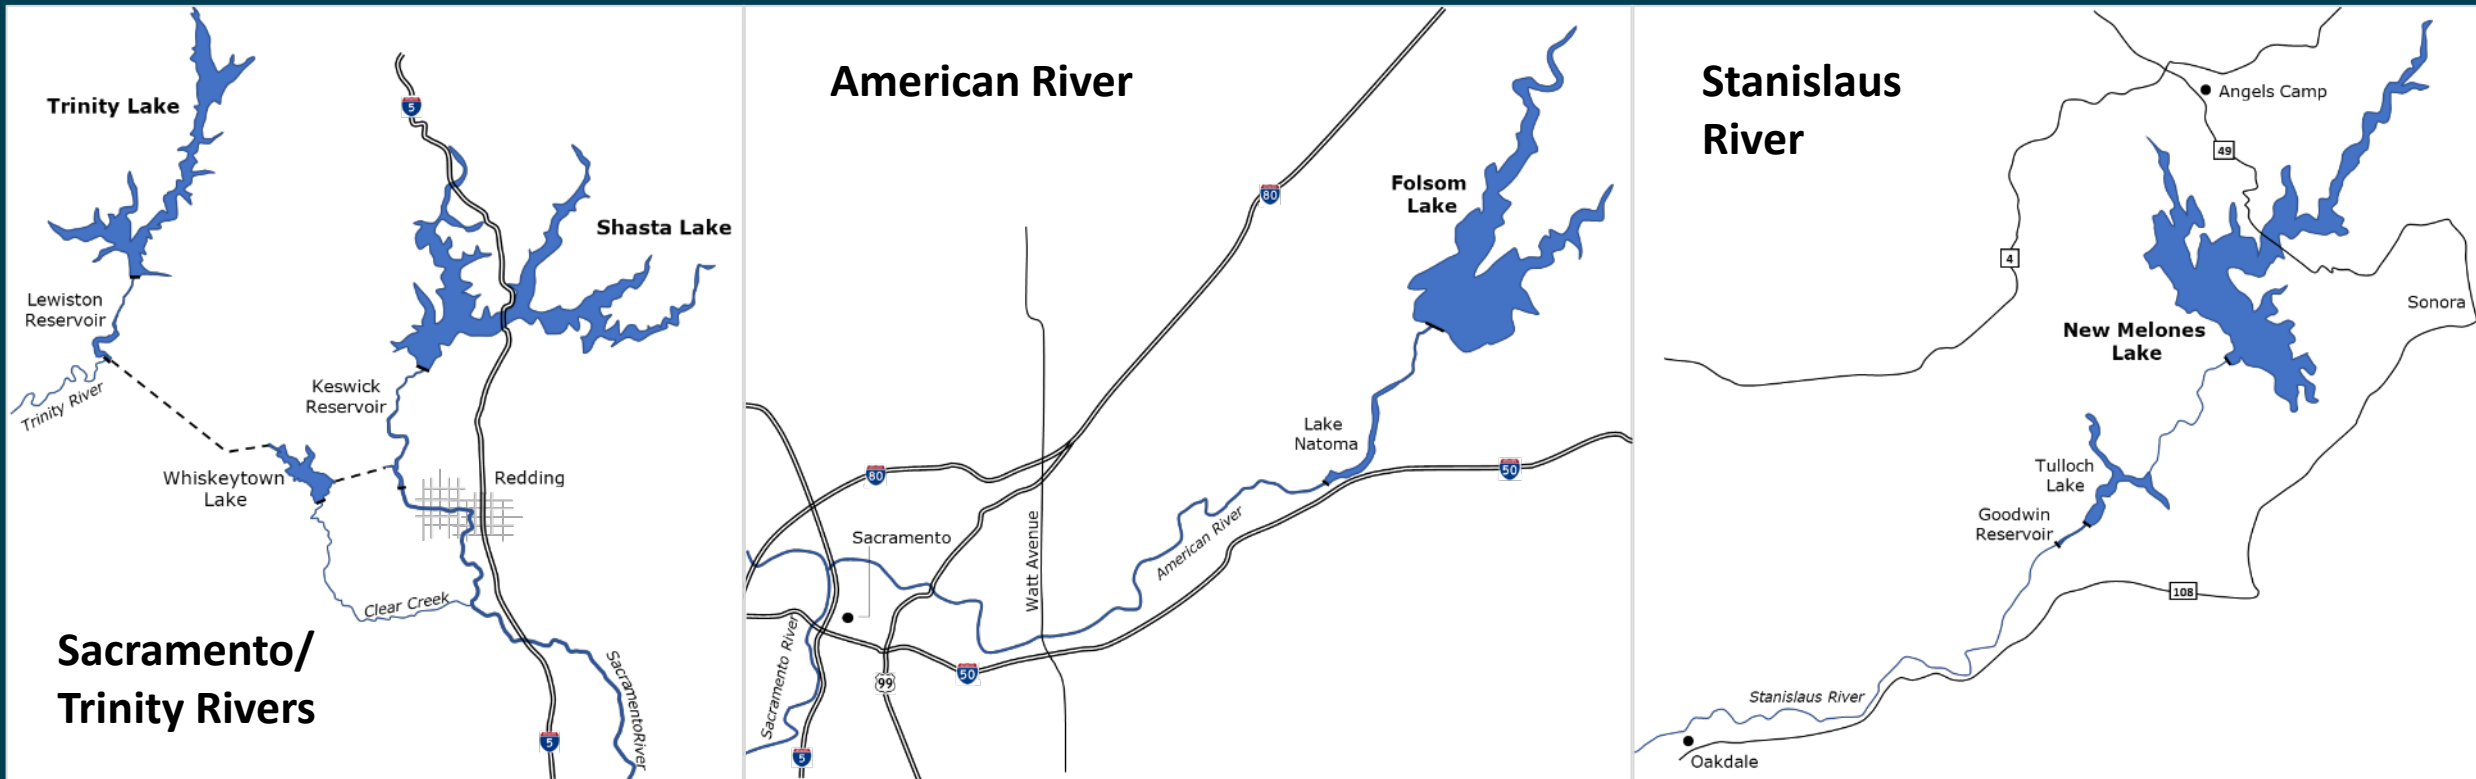 Trinity Lake
5
Shasta Lake
Lewiston
Reservoir
Trinity River
Keswick
Reservoir
Whiskeytown
Lake
Redding
Clear Creek
Sacramento/
Trinity Rivers
SacramentoRiver
5
American River
80
Folsom
Lake
Lake
Natoma
80
50
Sacramento
Watt Avenue
American River
Sacramento River
50
99
5
Stanislaus
River
Angels Camp
49
4
Sonora
New Melones
Lake
Tulloch
Lake
Goodwin
Reservoir
108
Stanislaus River
Oakdale